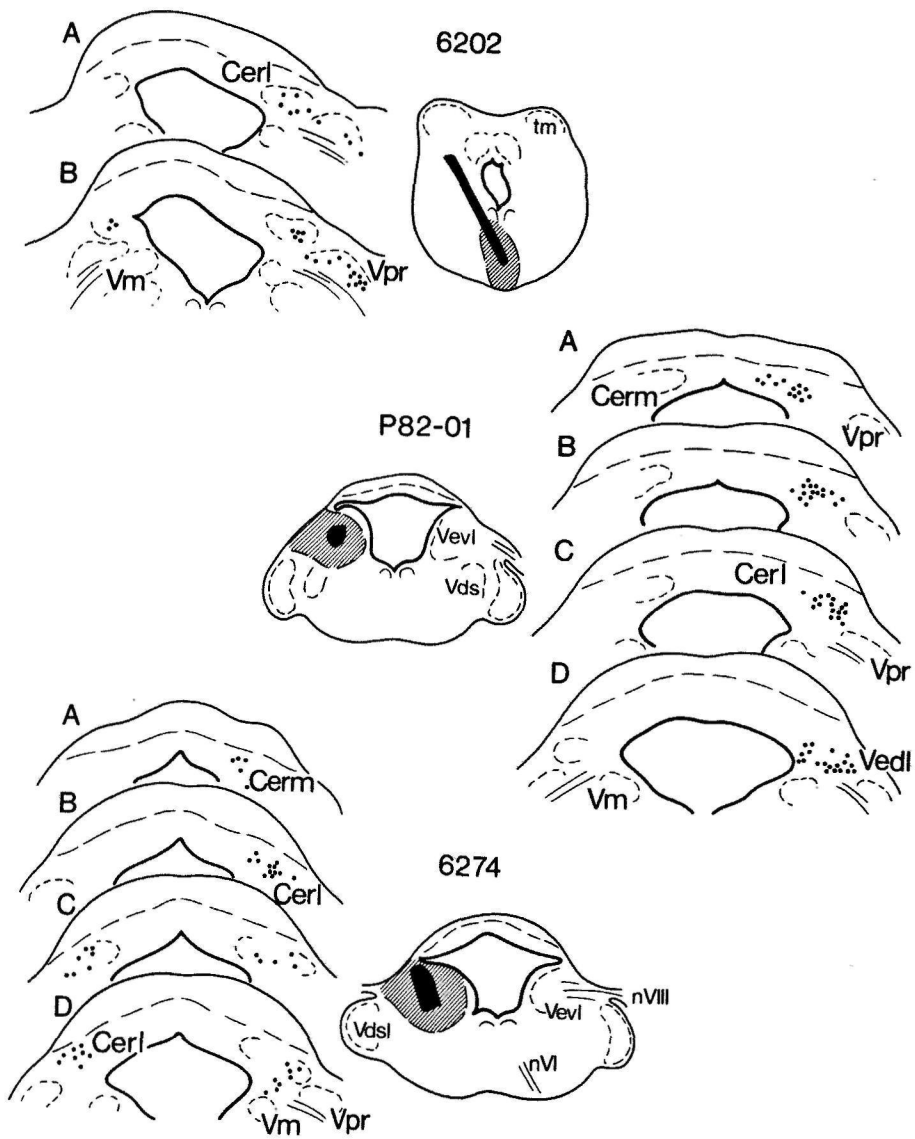 6202
A
Cerl
tm
B
Vm
Vpr
P82-01
Vevl
Vds
A
Cerm
Vpr
B
C
Cerl
Vpr
D
Vm
Vedl
6274
A
Cerm
B
Cerl
C
D
Cerl
Vm
Vpr
Vdsl
Vevl
nVIII
nVI